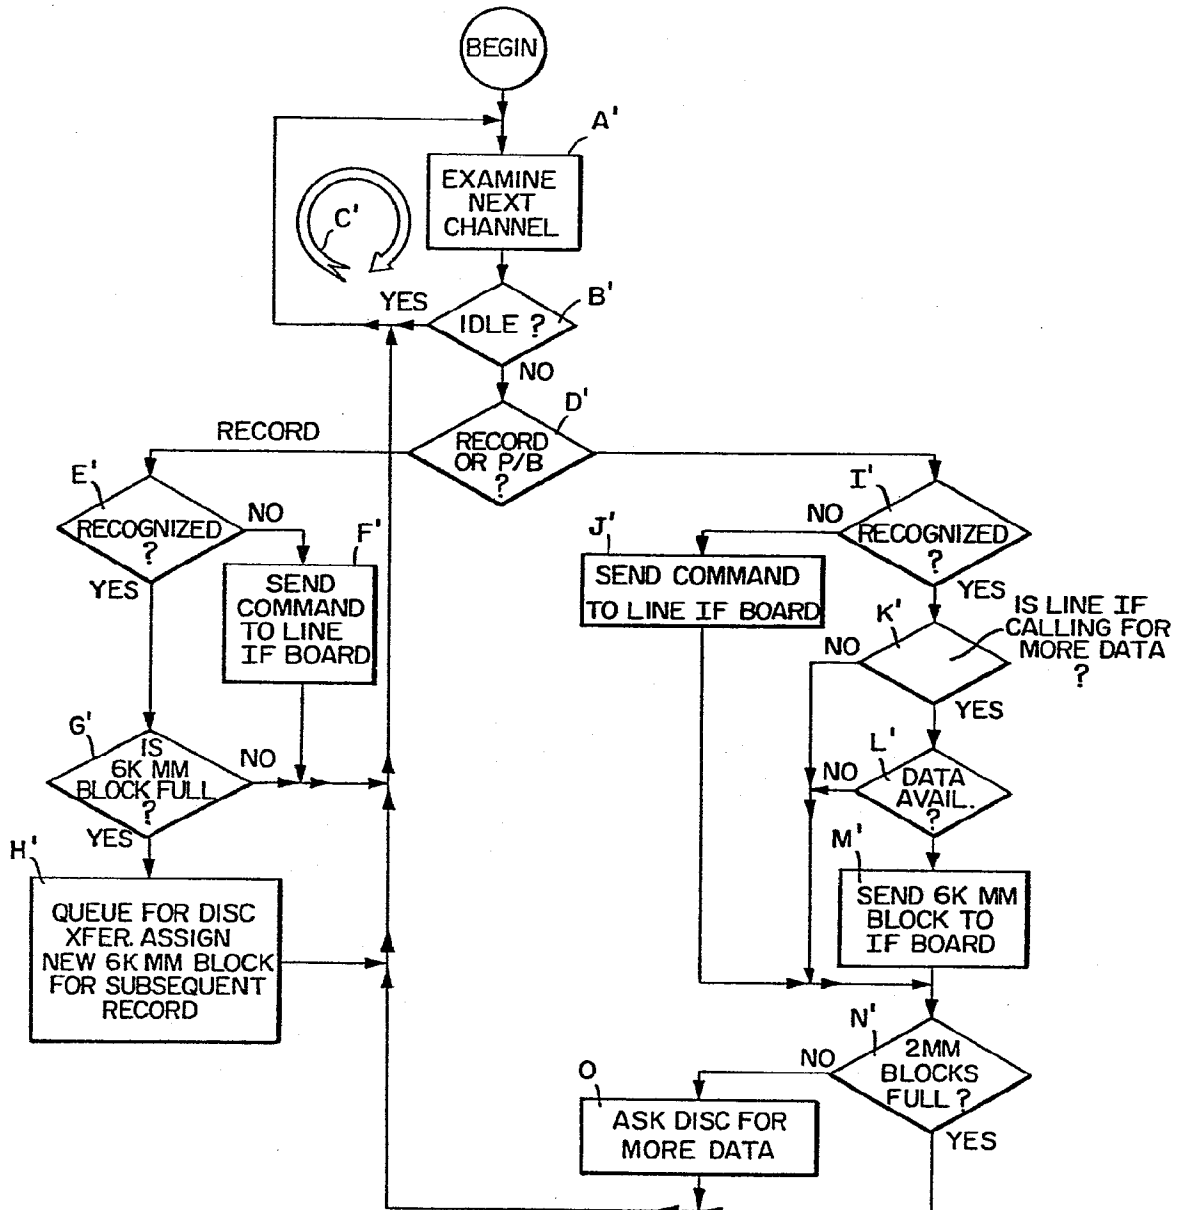 BEGIN
A'
EXAMINE
NEXT
CHANNEL
C'
B'
YES
IDLE ?
NO
D'
RECORD
RECORD
OR P/B
?
E'
RECOGNIZED
?
NO
YES
F'
SEND
COMMAND
TO LINE
IF BOARD
G'
IS
6K MM
BLOCK FULL
?
NO
YES
H'
QUEUE FOR DISC
XFER. ASSIGN
NEW 6K MM BLOCK
FOR SUBSEQUENT
RECORD
I'
RECOGNIZED
?
NO
YES
J'
SEND COMMAND
TO LINE IF BOARD
K'
IS LINE IF
CALLING FOR
MORE DATA
?
NO
YES
L'
DATA
AVAIL.
?
NO
M'
SEND 6K MM
BLOCK TO
IF BOARD
N'
2MM
BLOCKS
FULL ?
NO
YES
O
ASK DISC FOR
MORE DATA